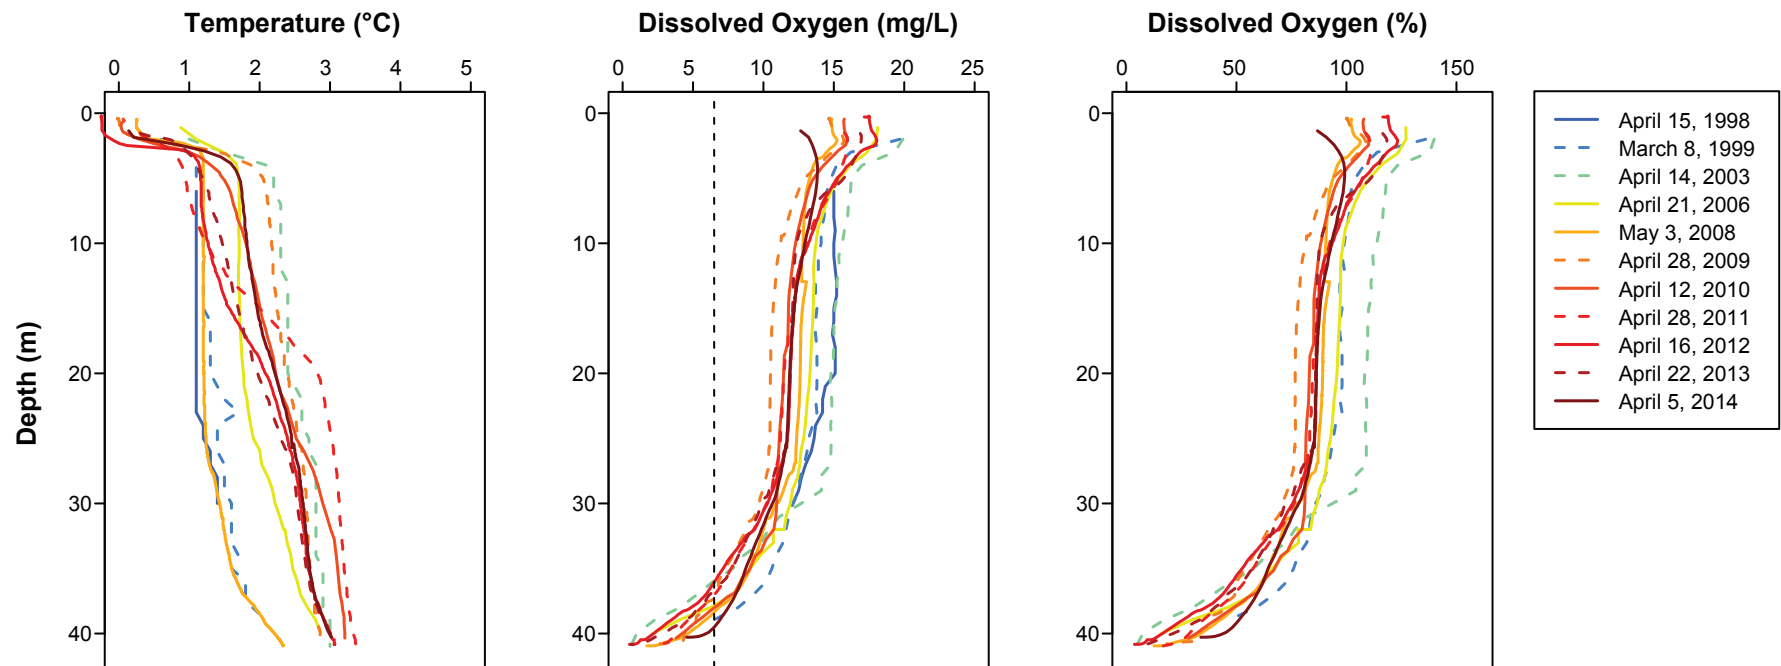 Temperature (°C)
Dissolved Oxygen (mg/L)
Dissolved Oxygen (%)
0 1 2 3 4 5
0 5 10 15 20 25
0 50 100 150
Depth (m)
0
10
20
30
40
0
10
20
30
40
0
10
20
30
40
April 15, 1998
March 8, 1999
April 14, 2003
April 21, 2006
May 3, 2008
April 28, 2009
April 12, 2010
April 28, 2011
April 16, 2012
April 22, 2013
April 5, 2014